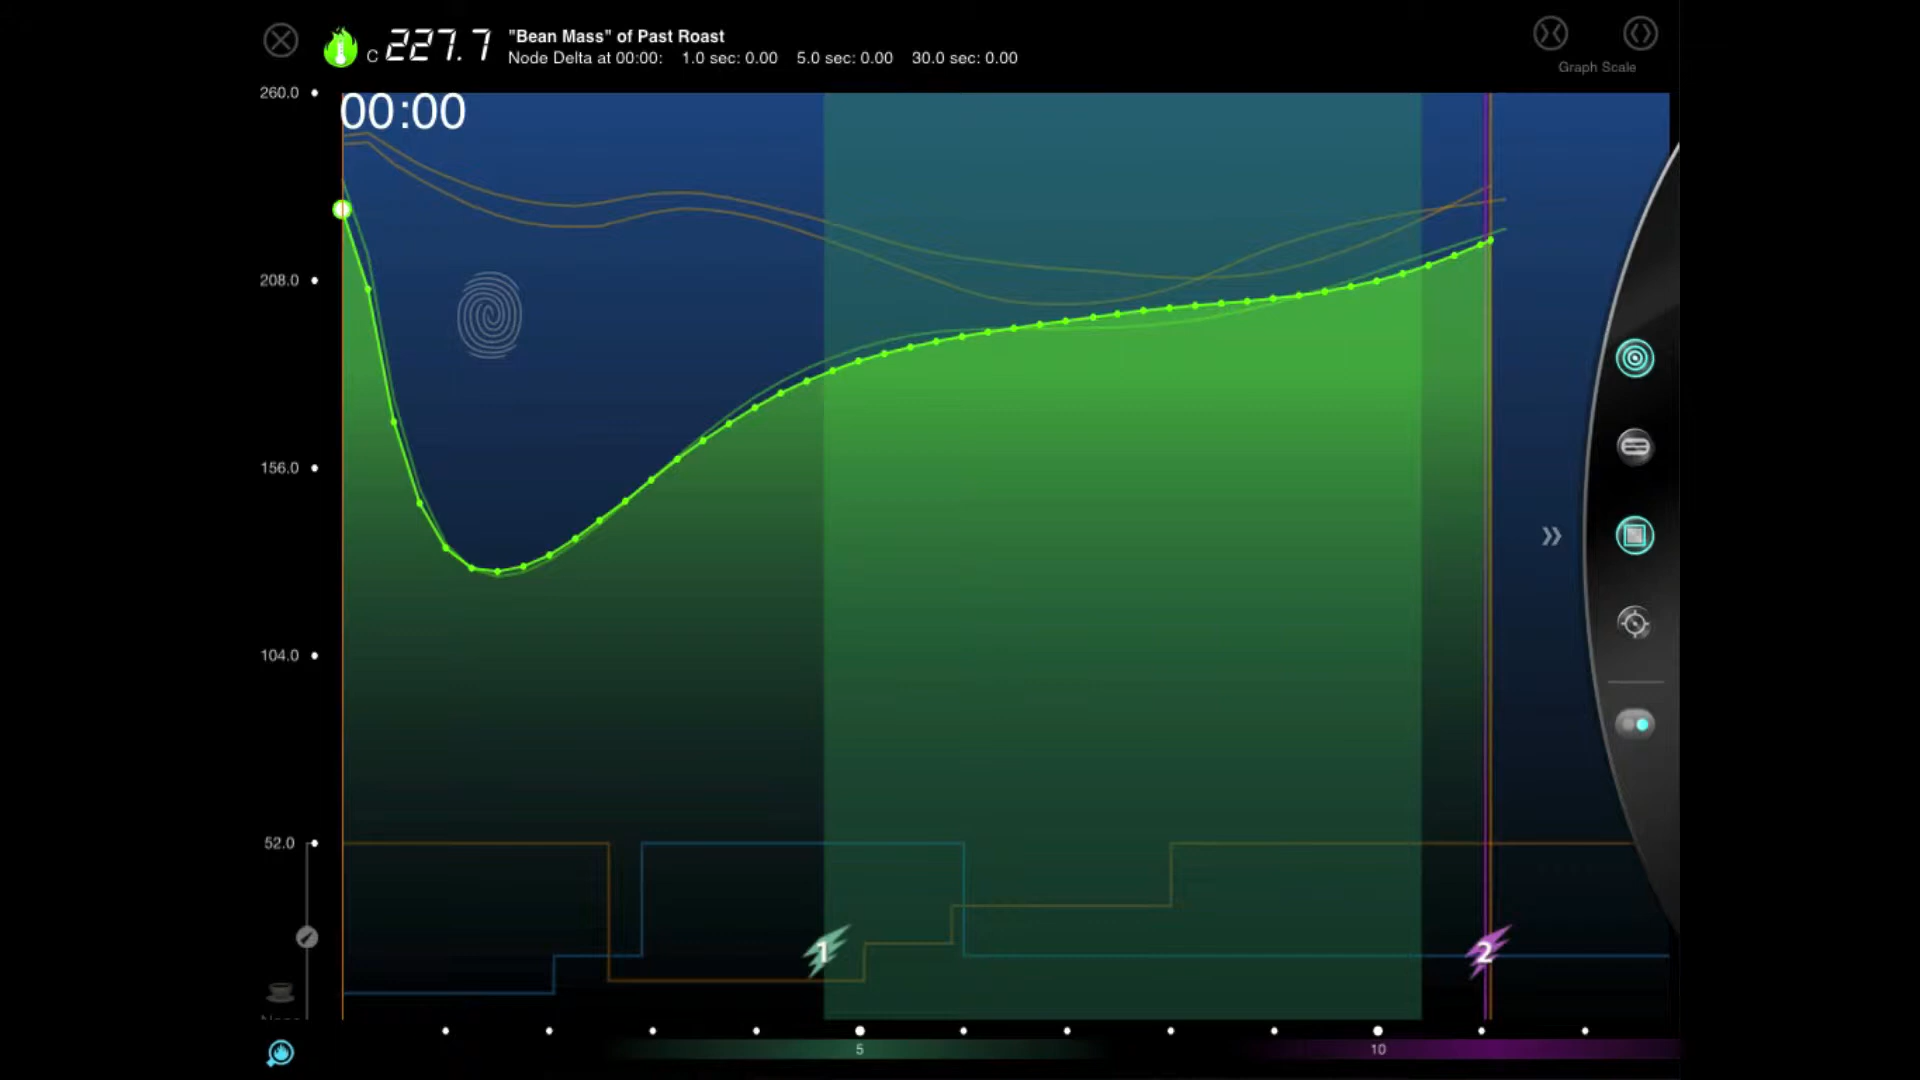 C 227.7
"Bean Mass" of Past Roast
Node Delta at 00:00: 1.0 sec: 0.00 5.0 sec: 0.00 30.0 sec: 0.00
Graph Scale
260.0
00:00
208.0
156.0
104.0
52.0
1
2
5
10